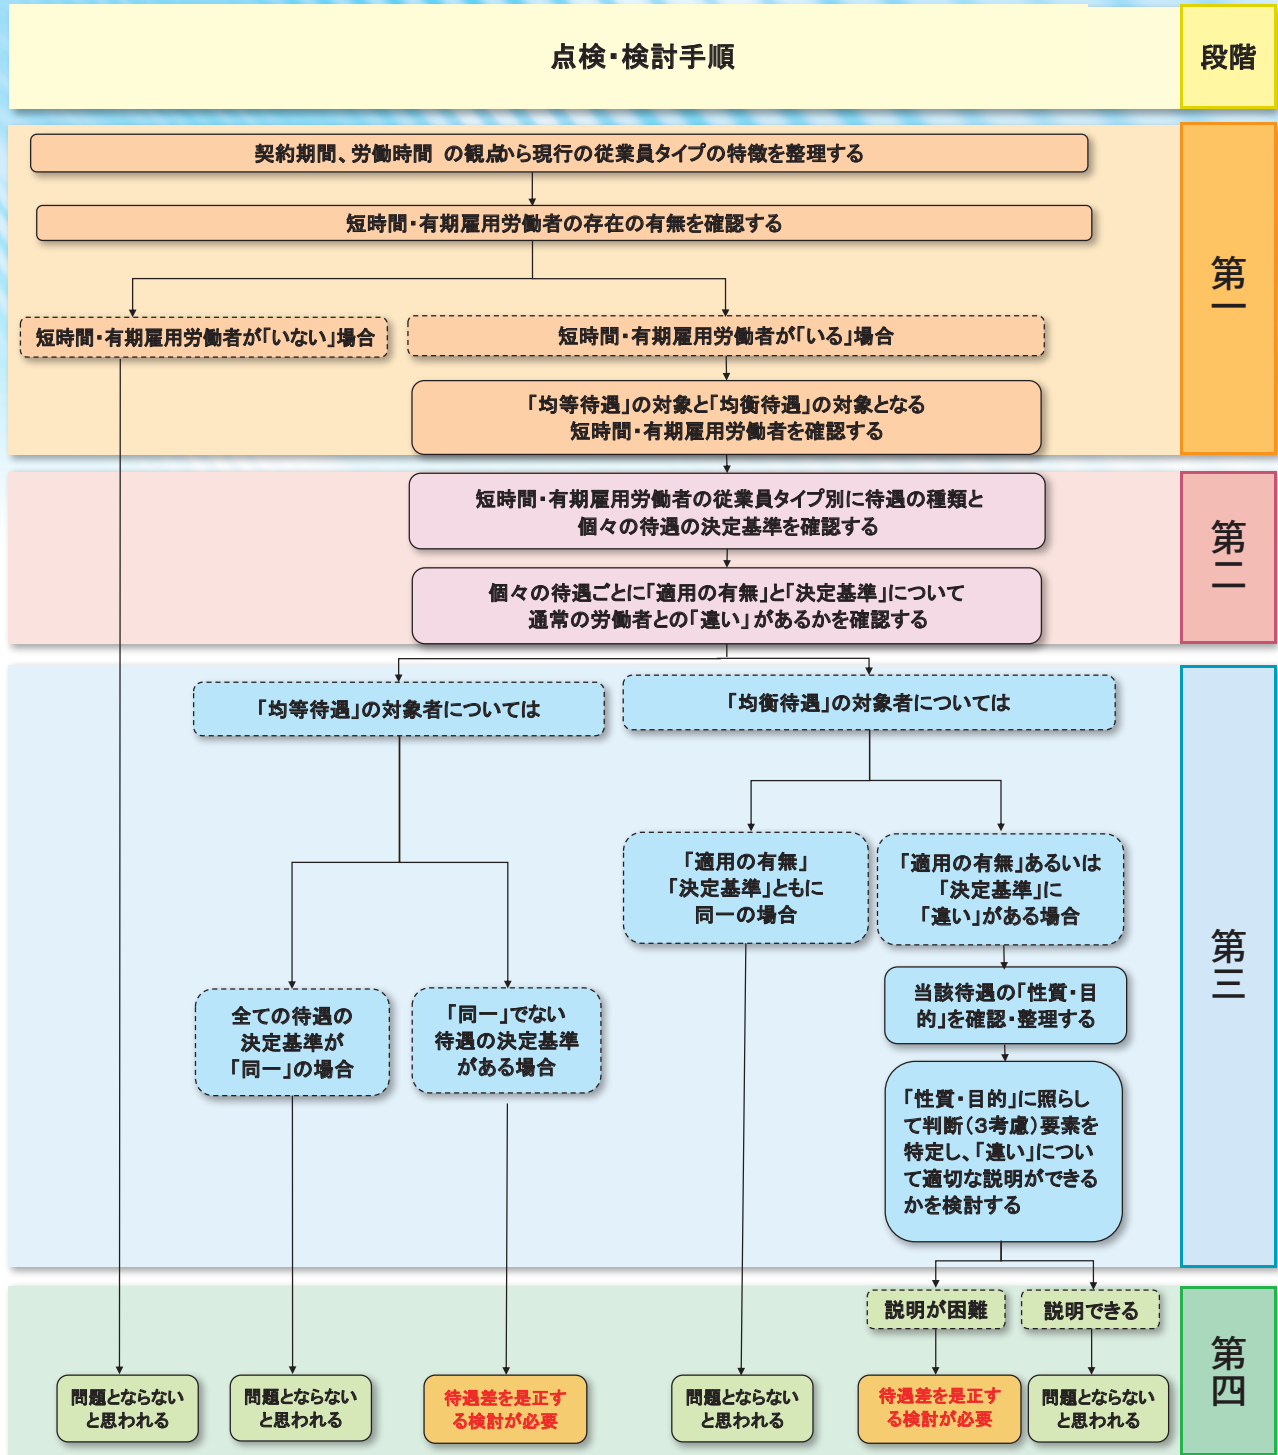 点検・検討手順
段階
契約期間、労働時間 の観点から現行の従業員タイプの特徴を整理する
短時間・有期雇用労働者の存在の有無を確認する
第一
短時間・有期雇用労働者が「いない」場合
短時間・有期雇用労働者が「いる」場合
「均等待遇」の対象と「均衡待遇」の対象となる
短時間・有期雇用労働者を確認する
短時間・有期雇用労働者の従業員タイプ別に待遇の種類と
個々の待遇の決定基準を確認する
第二
個々の待遇ごとに「適用の有無」と「決定基準」について
通常の労働者との「違い」があるかを確認する
「均等待遇」の対象者については
「均衡待遇」の対象者については
「適用の有無」
「決定基準」ともに
同一の場合
「適用の有無」あるいは
「決定基準」に
「違い」がある場合
第三
全ての待遇の
決定基準が
「同一」の場合
「同一」でない
待遇の決定基準
がある場合
当該待遇の「性質・目
的」を確認・整理する
「性質・目的」に照らし
て判断（3考慮）要素を
特定し、「違い」につい
て適切な説明ができる
かを検討する
説明が困難
説明できる
第四
問題とならない
と思われる
問題とならない
と思われる
待遇差を是正す
る検討が必要
問題とならない
と思われる
待遇差を是正す
る検討が必要
問題とならない
と思われる